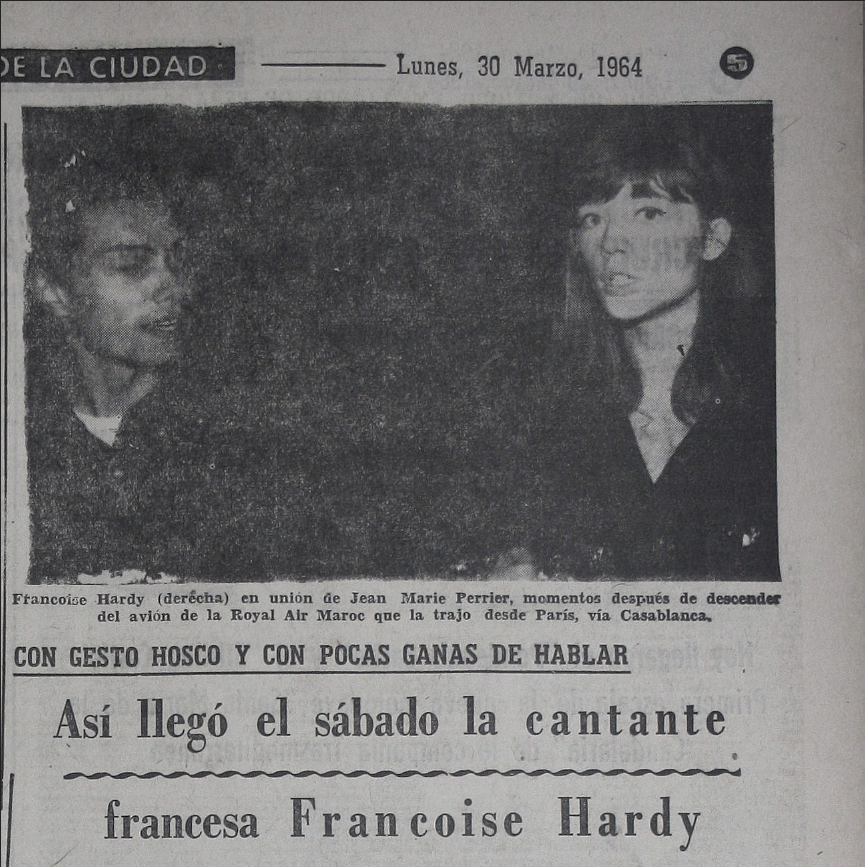 DE LA CIUDAD
Lunes, 30 Marzo, 1964
5
Francoise Hardy (derecha) en unión de Jean Marie Perrier, momentos después de descender
del avión de la Royal Air Maroc que la trajo desde París, vía Casablanca.
CON GESTO HOSCO Y CON POCAS GANAS DE HABLAR
Así llegó el sábado la cantante
francesa Francoise Hardy